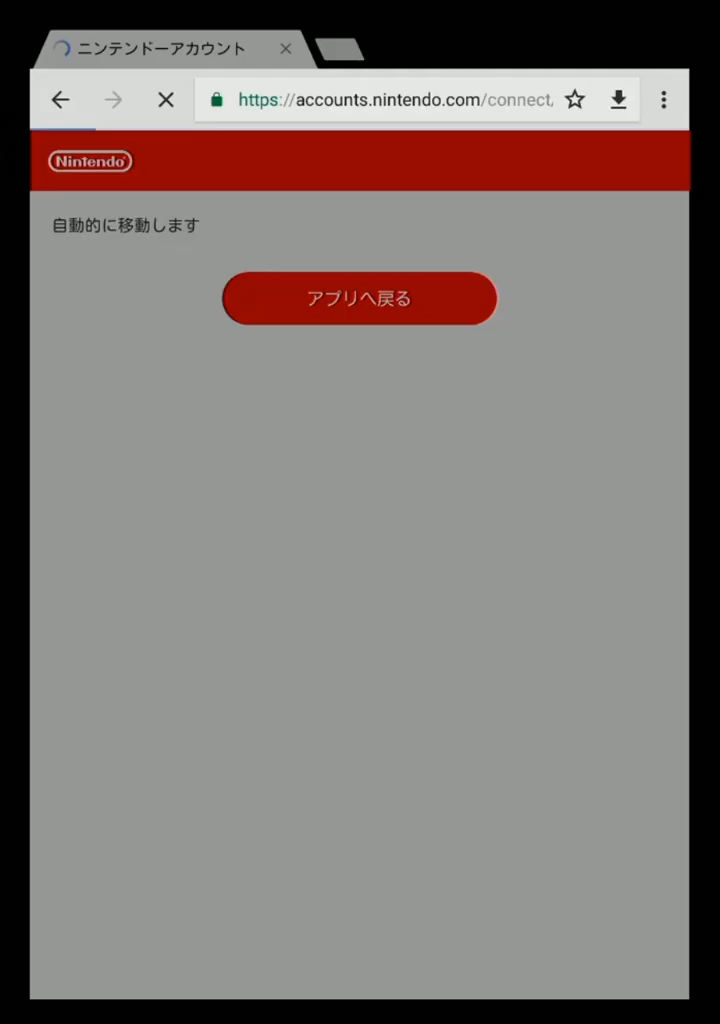 ニンテンドーアカウント
https://accounts.nintendo.com/connect
Nintendo
自動的に移動します
アプリへ戻る